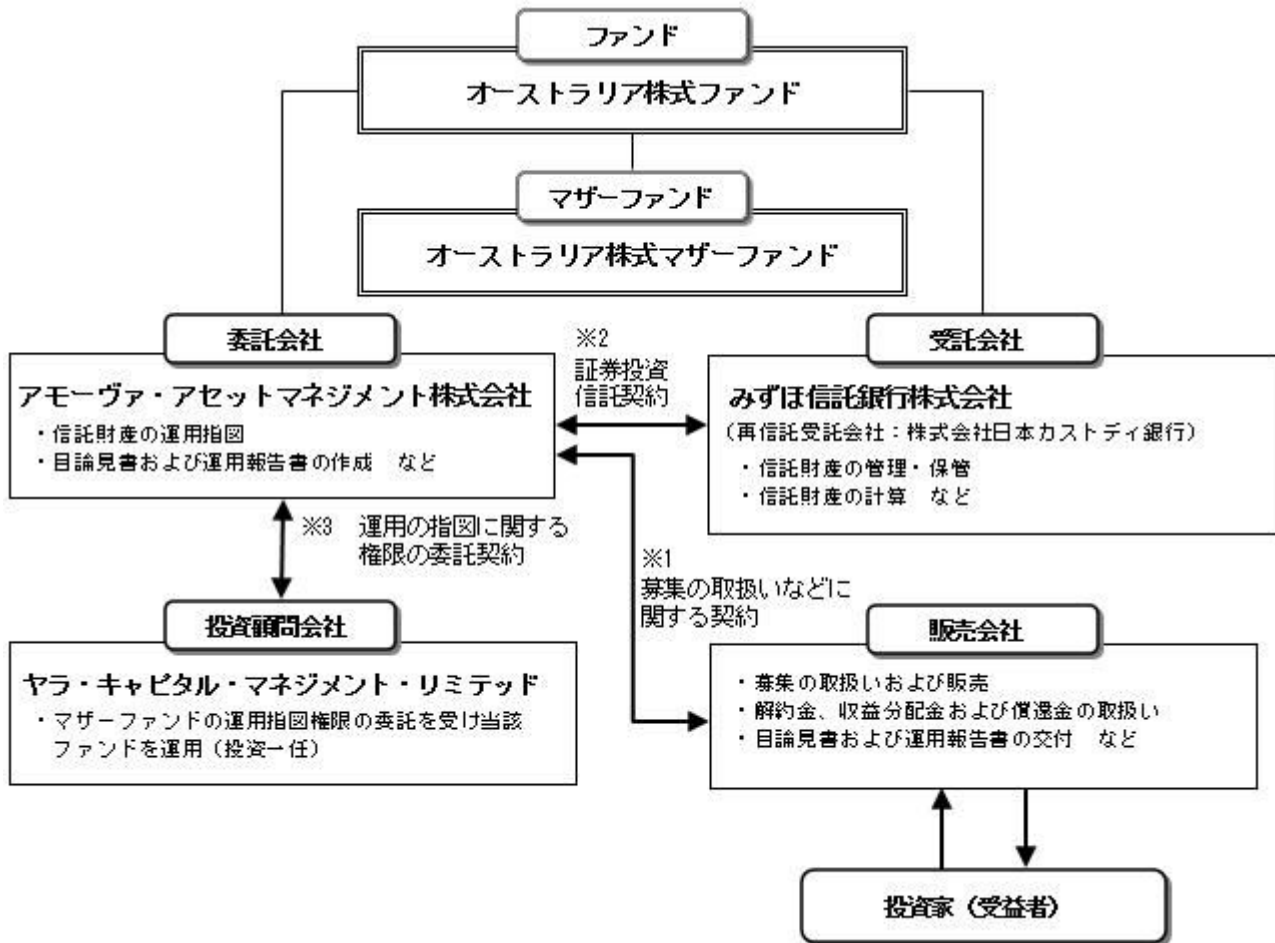 ファンド
オーストラリア株式ファンド
マザーファンド
オーストラリア株式マザーファンド
委託会社
アモーヴァ・アセットマネジメント株式会社
・信託財産の運用指図
・目論見書および運用報告書の作成　など
※2
証券投資
信託契約
受託会社
みずほ信託銀行株式会社
（再信託受託会社：株式会社日本カストディ銀行）
・信託財産の管理・保管
・信託財産の計算　など
※3　運用の指図に関する
権限の委託契約
※1
募集の取扱いなどに
関する契約
投資顧問会社
ヤラ・キャピタル・マネジメント・リミテッド
・マザーファンドの運用指図権限の委託を受け当該
ファンドを運用（投資一任）
販売会社
・募集の取扱いおよび販売
・解約金、収益分配金および償還金の取扱い
・目論見書および運用報告書の交付　など
投資家（受益者）